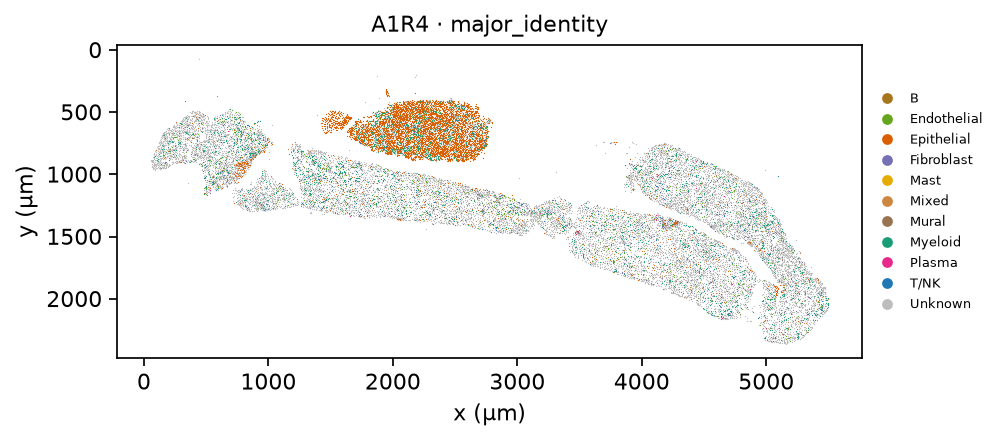 A1R4 · major_identity
0
500
1000
1500
2000
y (μm)
0
1000
2000
3000
4000
5000
x (μm)
B
Endothelial
Epithelial
Fibroblast
Mast
Mixed
Mural
Myeloid
Plasma
T/NK
Unknown